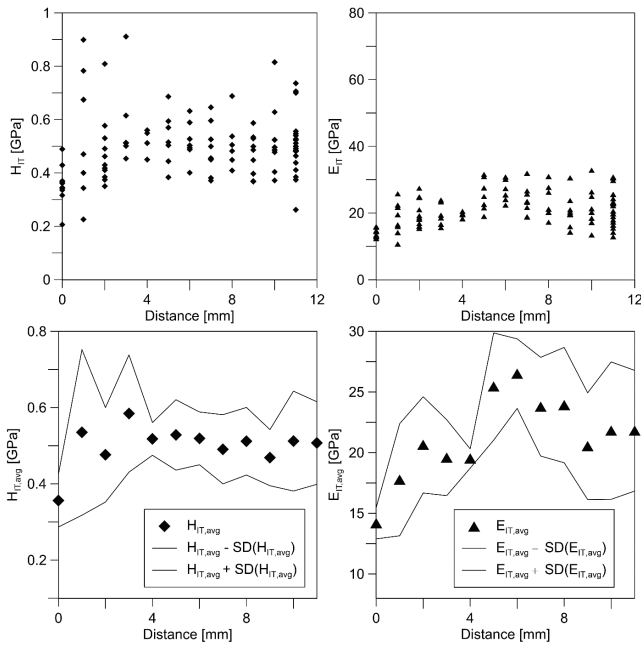 1
0.8
0.6
0.4
0.2
0
H_IT [GPa]
0 4 8 12
Distance [mm]
80
60
40
20
0
E_IT [GPa]
0 4 8 12
Distance [mm]
0.8
0.6
0.4
0.2
H_IT,avg [GPa]
H_IT,avg
H_IT,avg - SD(H_IT,avg)
H_IT,avg + SD(H_IT,avg)
0 4 8
Distance [mm]
30
25
20
15
10
E_IT,avg [GPa]
E_IT,avg
E_IT,avg - SD(E_IT,avg)
E_IT,avg + SD(E_IT,avg)
0 4 8
Distance [mm]